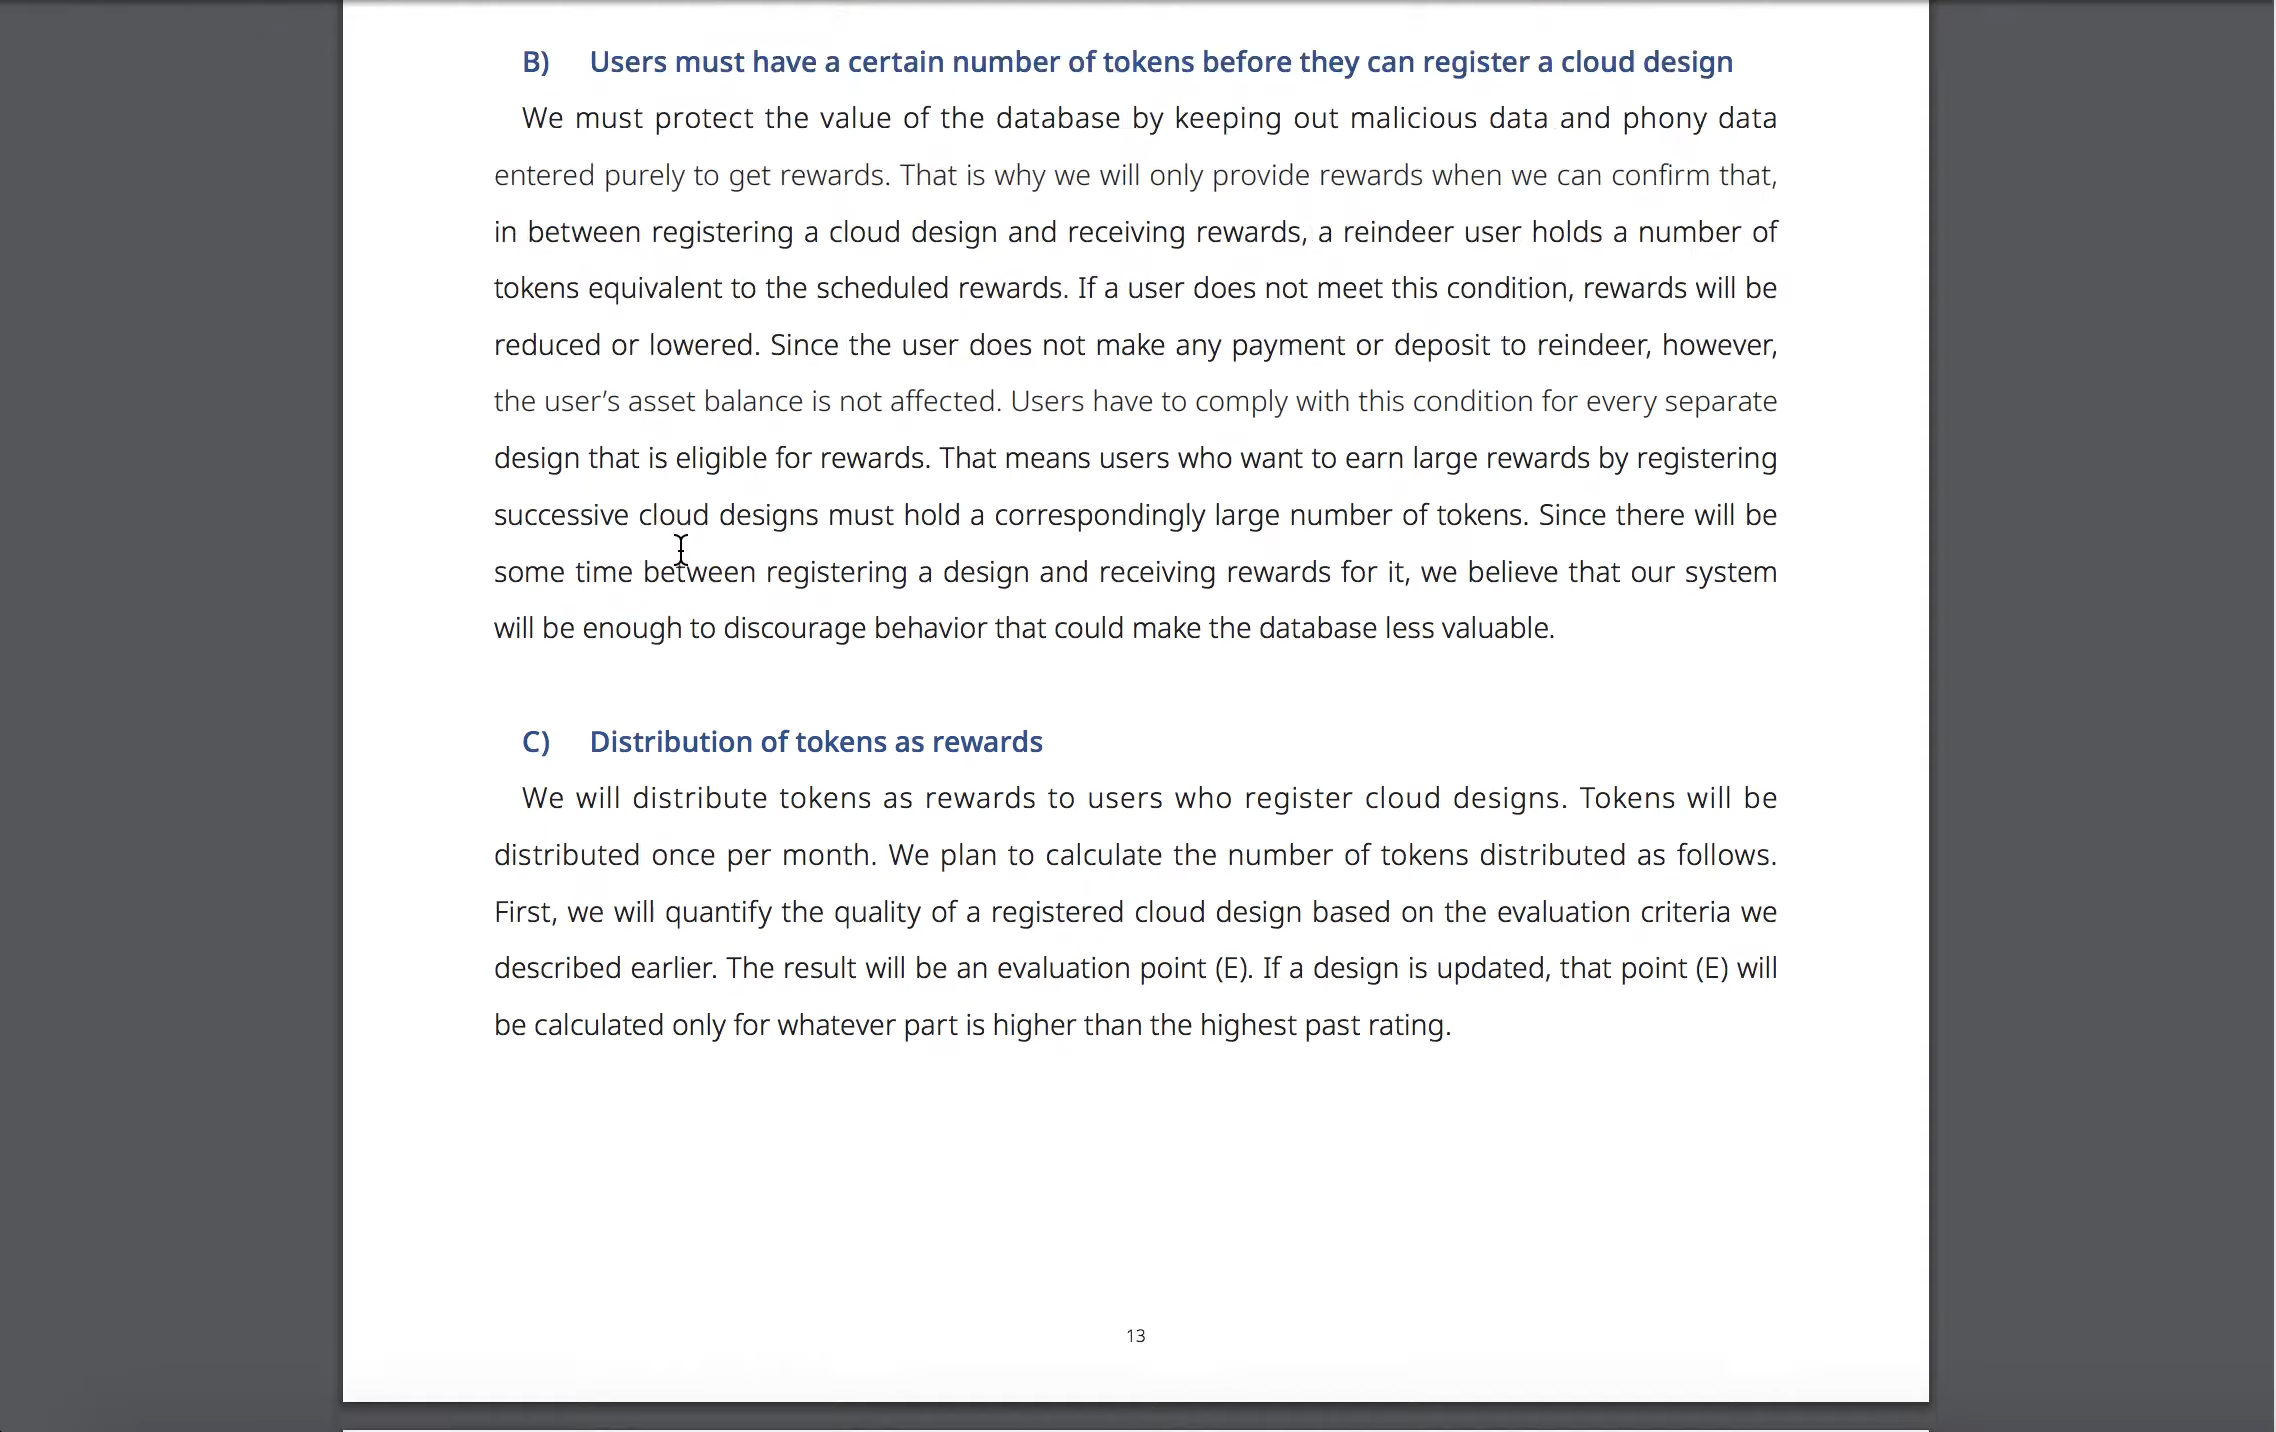 B) Users must have a certain number of tokens before they can register a cloud design
We must protect the value of the database by keeping out malicious data and phony data
entered purely to get rewards. That is why we will only provide rewards when we can confirm that,
in between registering a cloud design and receiving rewards, a reindeer user holds a number of
tokens equivalent to the scheduled rewards. If a user does not meet this condition, rewards will be
reduced or lowered. Since the user does not make any payment or deposit to reindeer, however,
the user’s asset balance is not affected. Users have to comply with this condition for every separate
design that is eligible for rewards. That means users who want to earn large rewards by registering
successive cloud designs must hold a correspondingly large number of tokens. Since there will be
some time between registering a design and receiving rewards for it, we believe that our system
will be enough to discourage behavior that could make the database less valuable.
C) Distribution of tokens as rewards
We will distribute tokens as rewards to users who register cloud designs. Tokens will be
distributed once per month. We plan to calculate the number of tokens distributed as follows.
First, we will quantify the quality of a registered cloud design based on the evaluation criteria we
described earlier. The result will be an evaluation point (E). If a design is updated, that point (E) will
be calculated only for whatever part is higher than the highest past rating.
13